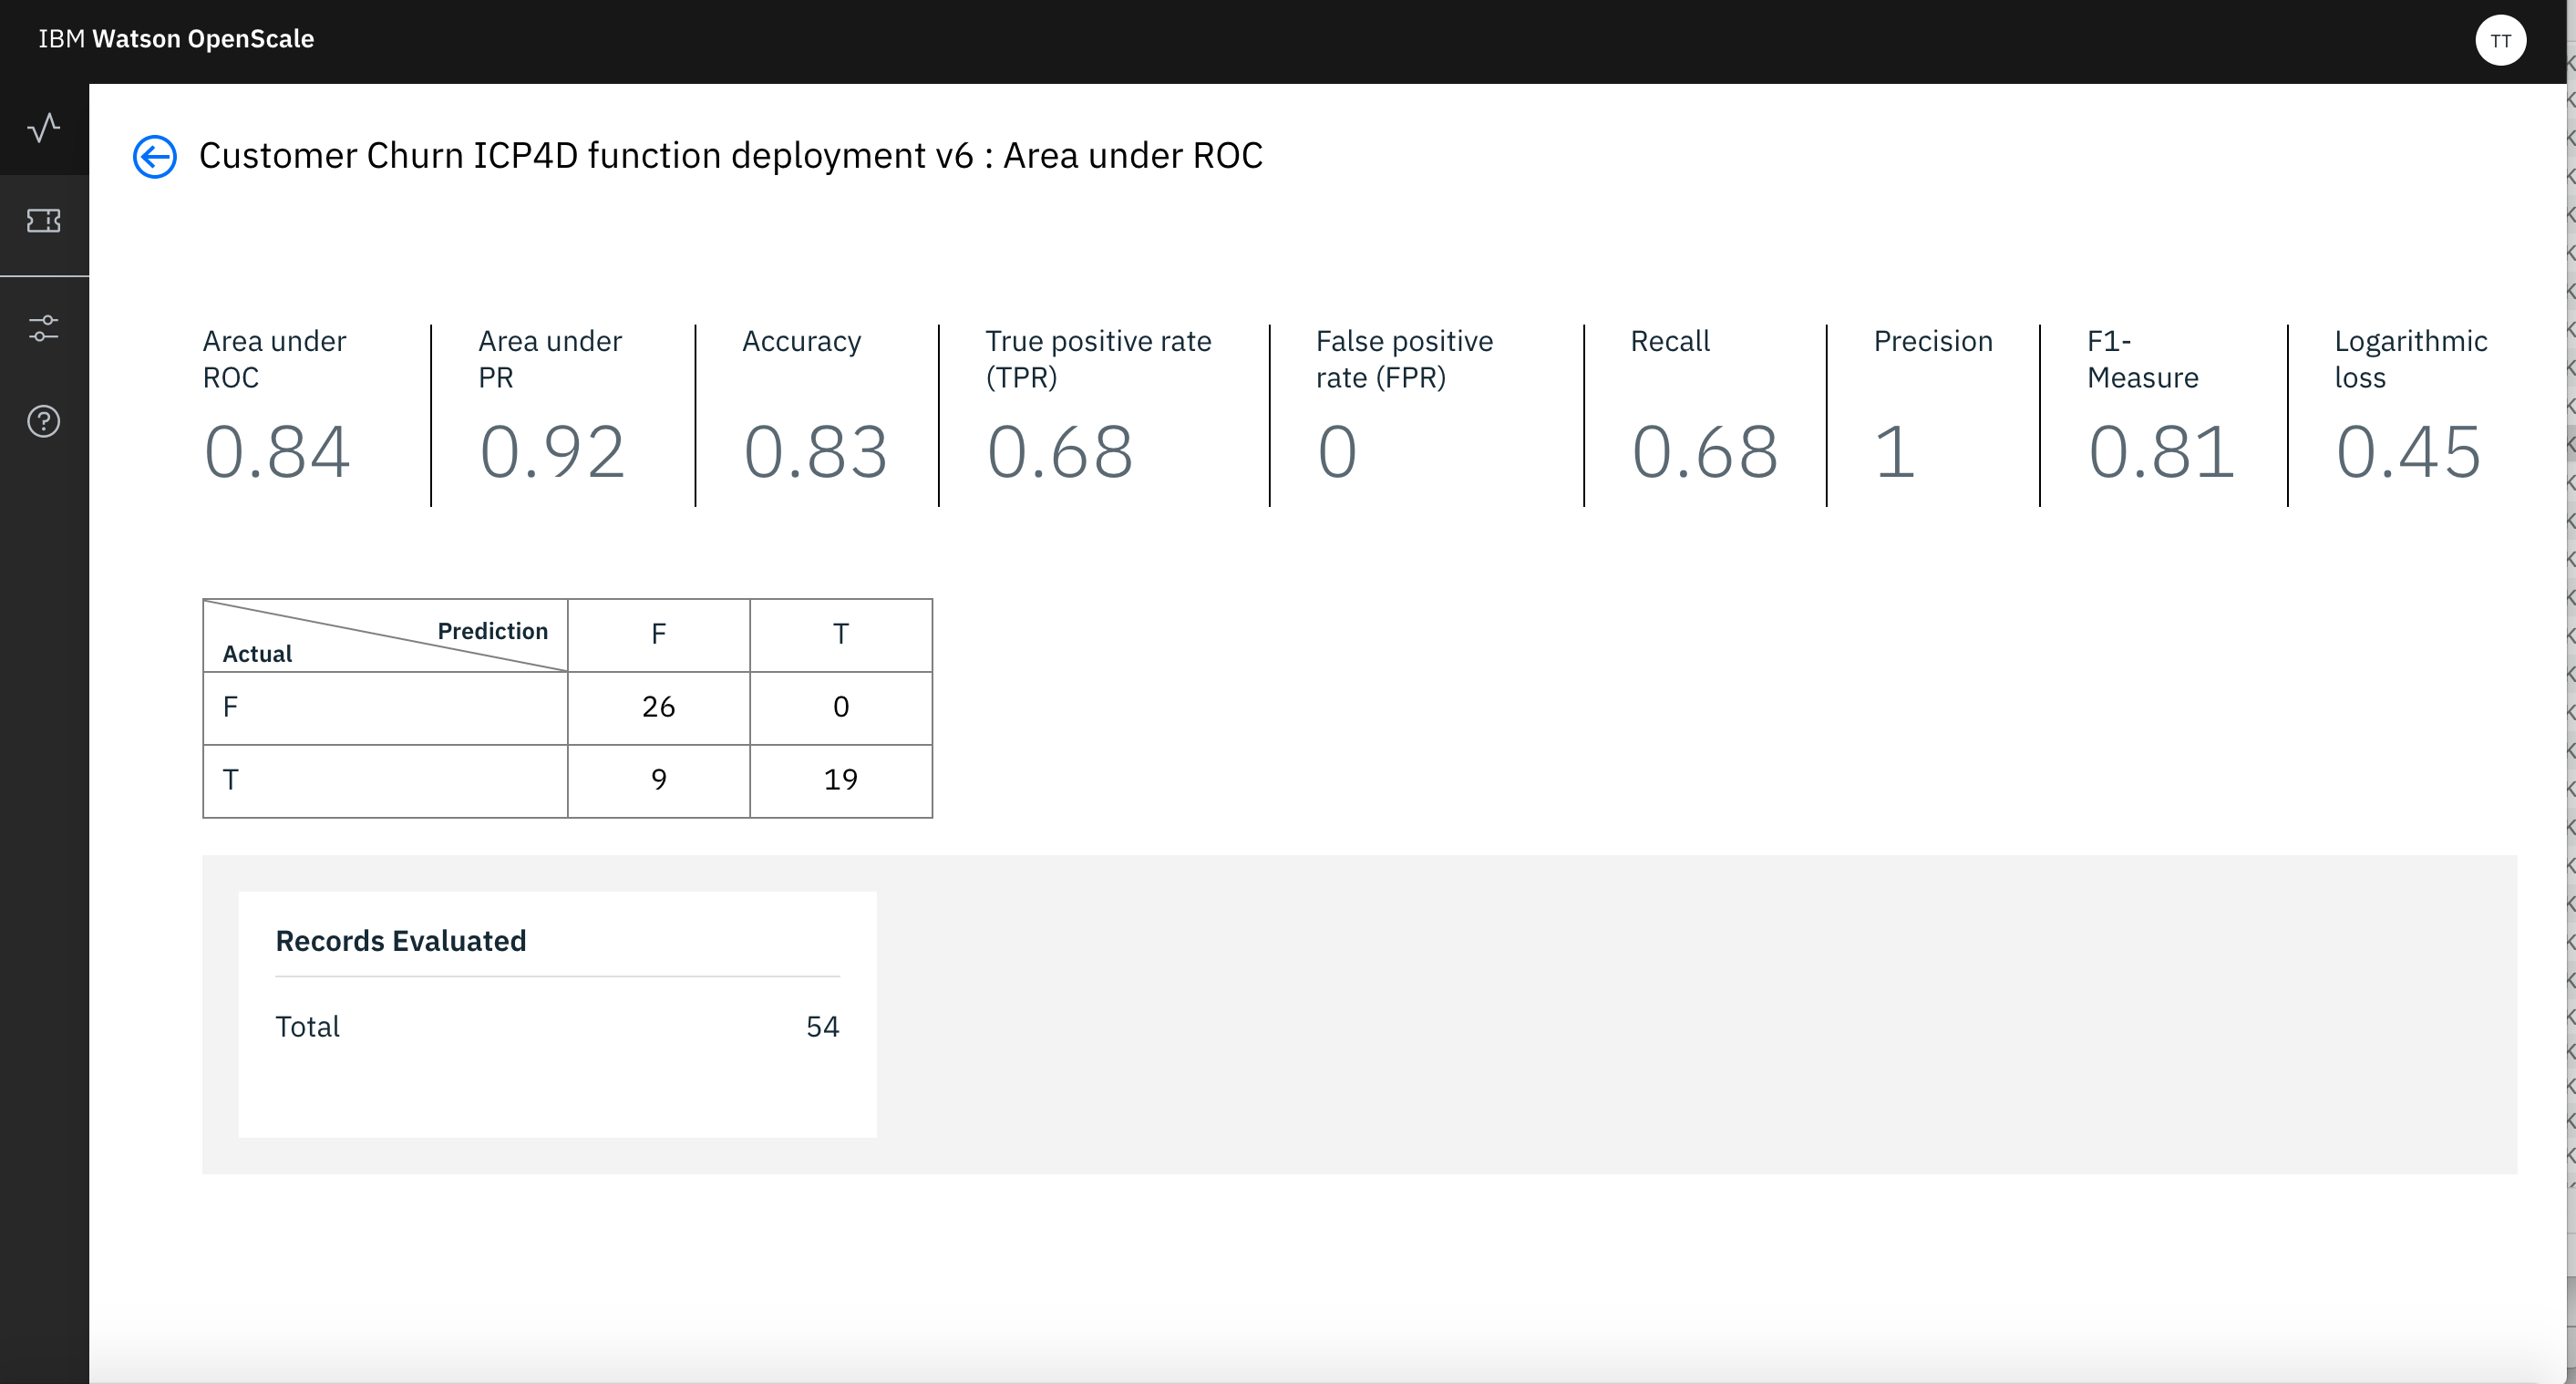 IBM Watson OpenScale
TT
Customer Churn ICP4D function deployment v6 : Area under ROC
Area under
ROC
0.84
Area under
PR
0.92
Accuracy
0.83
True positive rate
(TPR)
0.68
False positive
rate (FPR)
0
Recall
0.68
Precision
1
F1-
Measure
0.81
Logarithmic
loss
0.45
Prediction
Actual
F T
F 26 0
T 9 19
Records Evaluated
Total 54